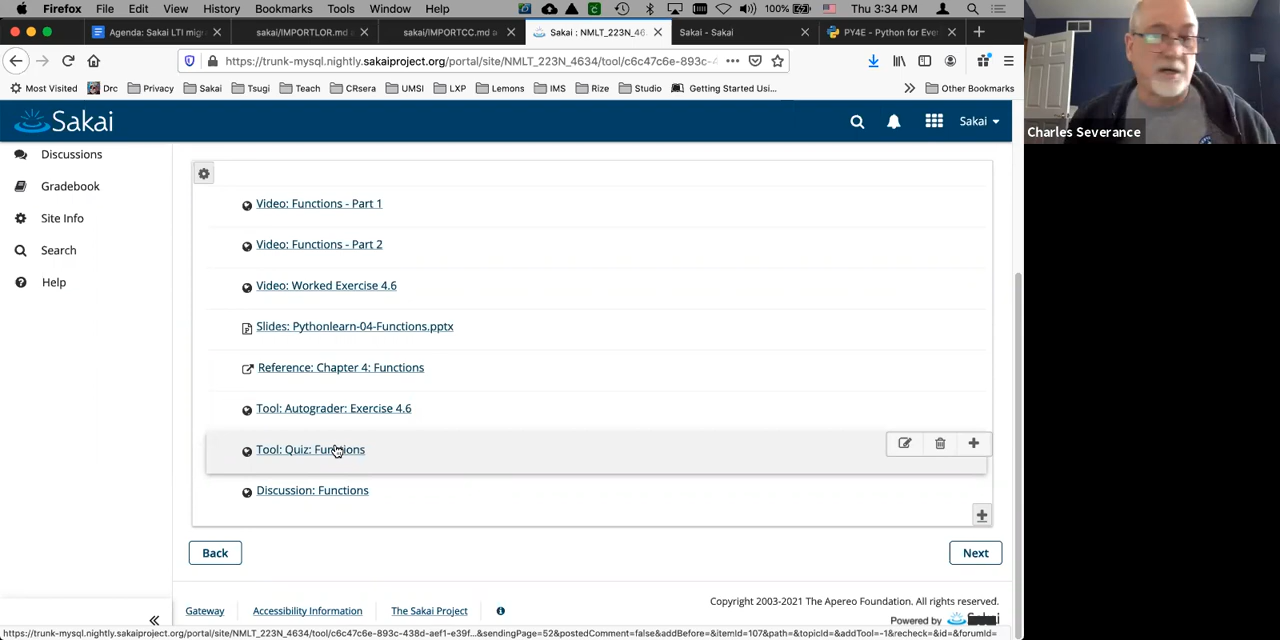 Firefox File Edit View History Bookmarks Tools Window Help 100% Thu 3:34 PM
Agenda: Sakai LTI migr sakai/IMPORTLOR.md a sakai/IMPORTCC.md a Sakai : NMLT_223N_46 Sakai - Sakai PY4E - Python for Eve
https://trunk-mysql.nightly.sakaiproject.org/portal/site/NMLT_223N_4634/tool/c6c47c6e-893c-4
Most Visited Drc Privacy Sakai Tsugi Teach CRsera UMSI LXP Lemons IMS Rize Studio Getting Started Usi... Other Bookmarks
Sakai Sakai
Charles Severance
Discussions
Gradebook
Site Info
Search
Help
Video: Functions - Part 1
Video: Functions - Part 2
Video: Worked Exercise 4.6
Slides: Pythonlearn-04-Functions.pptx
Reference: Chapter 4: Functions
Tool: Autograder: Exercise 4.6
Tool: Quiz: Functions
Discussion: Functions
Back Next
Gateway Accessibility Information The Sakai Project
Copyright 2003-2021 The Apereo Foundation. All rights reserved.
Powered by Sakai
https://trunk-mysql.nightly.sakaiproject.org/portal/site/NMLT_223N_4634/tool/c6c47c6e-893c-438d-aef1-e39f...&sendingPage=52&postedComment=false&addBefore=&itemId=107&path=&topicId=&addTool=-1&recheck=&id=&forumId=